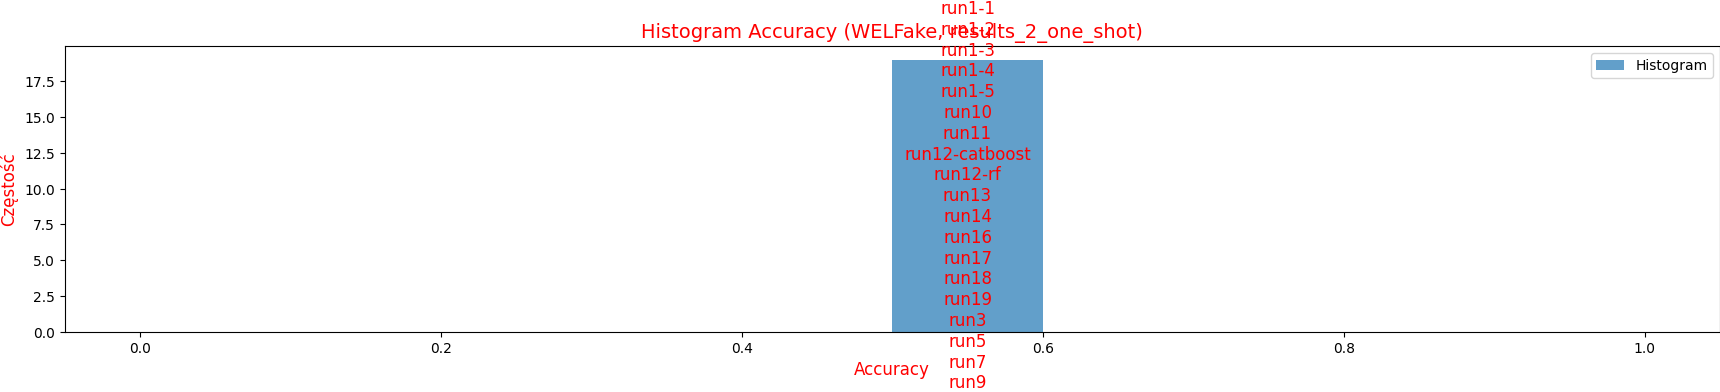 run1-1
Histogram Accuracy (WELFake, results_2_one_shot)
run1-2
run1-3
run1-4
run1-5
run10
run11
run12-catboost
run12-rf
run13
run14
run16
run17
run18
run19
run3
run5
run7
run9
Histogram
Częstość
17.5
15.0
12.5
10.0
7.5
5.0
2.5
0.0
0.0 0.2 0.4 0.6 0.8 1.0
Accuracy